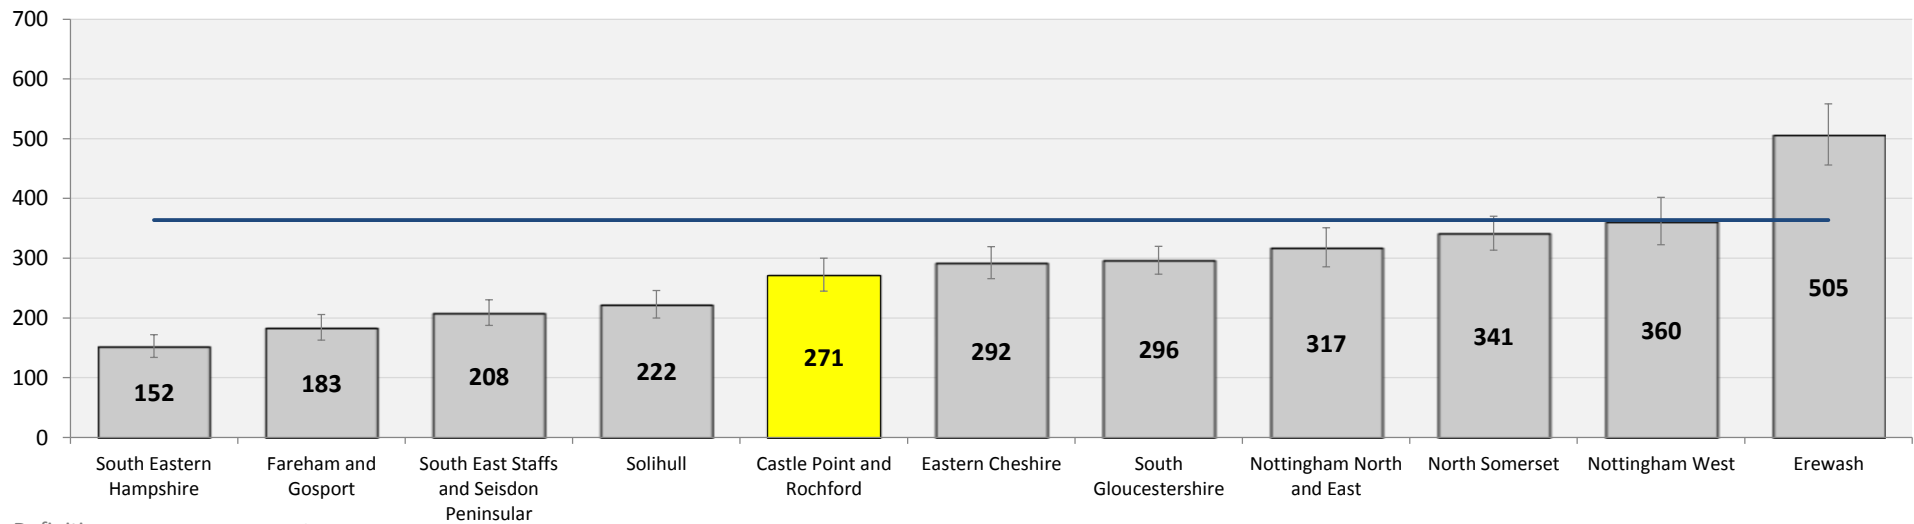 700
600
500
400
300
200
100
0
152
183
208
222
271
292
296
317
341
360
505
South Eastern
Hampshire
Fareham and
Gosport
South East Staffs
and Seisdon
Peninsular
Solihull
Castle Point and
Rochford
Eastern Cheshire
South
Gloucestershire
Nottingham North
and East
North Somerset
Nottingham West
Erewash